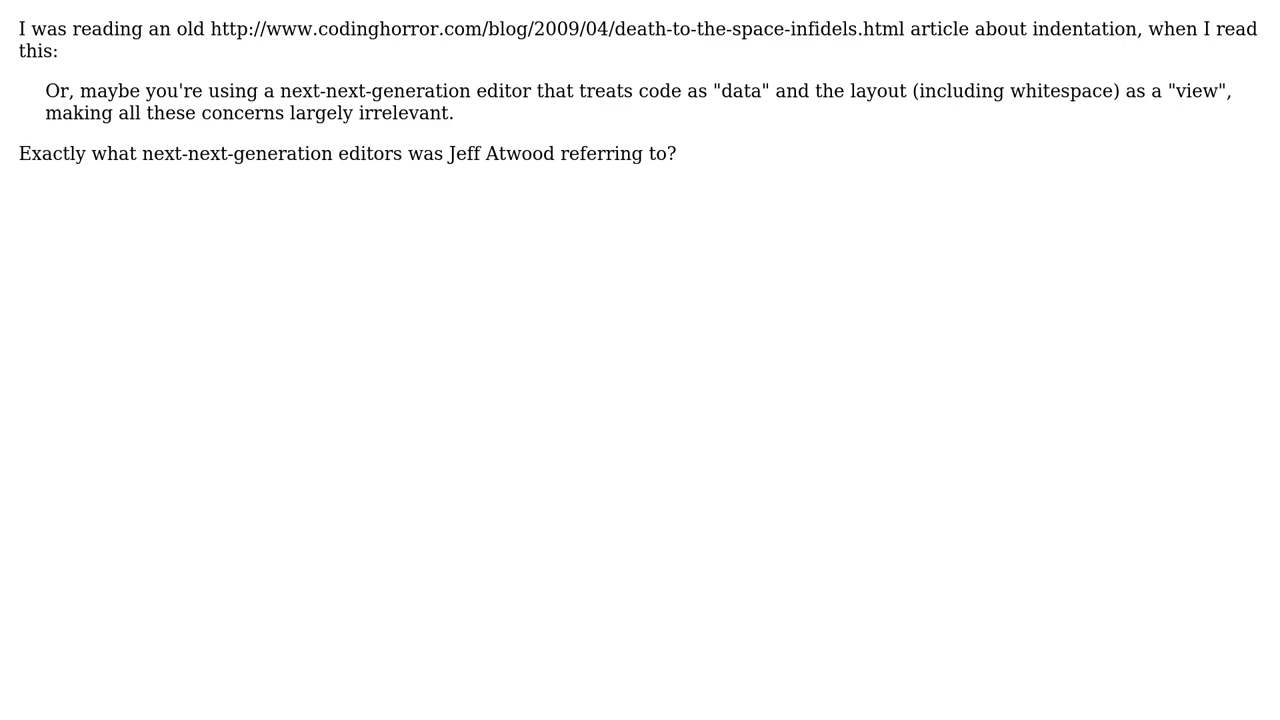 I was reading an old http://www.codinghorror.com/blog/2009/04/death-to-the-space-infidels.html article about indentation, when I read
this:
Or, maybe you're using a next-next-generation editor that treats code as "data" and the layout (including whitespace) as a "view",
making all these concerns largely irrelevant.
Exactly what next-next-generation editors was Jeff Atwood referring to?